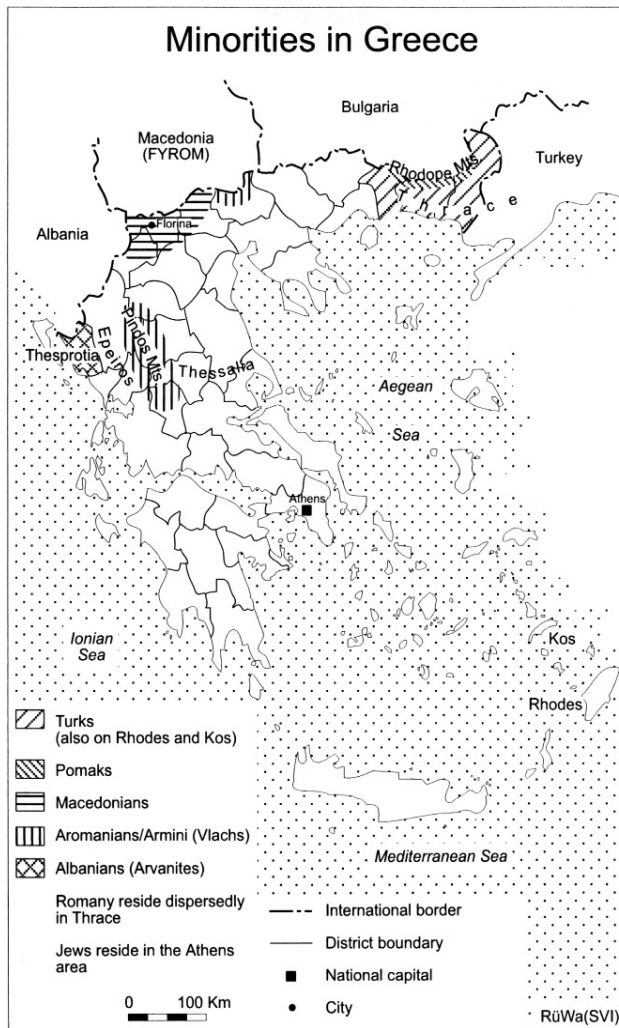 Minorities in Greece
Bulgaria
Macedonia
(FYROM)
Rhodope Mts
Turkey
Thrace
Florina
Albania
Pindos Mts
Epeiros
Thesprotia
Thessalia
Aegean
Sea
Athens
Ionian
Sea
Kos
Rhodes
Turks
(also on Rhodes and Kos)
Pomaks
Macedonians
Aromanians/Armini (Vlachs)
Mediterranean Sea
Albanians (Arvanites)
Romany reside dispersedly
in Thrace
Jews reside in the Athens
area
International border
District boundary
National capital
City
0 100 Km
RüWa(SVI)